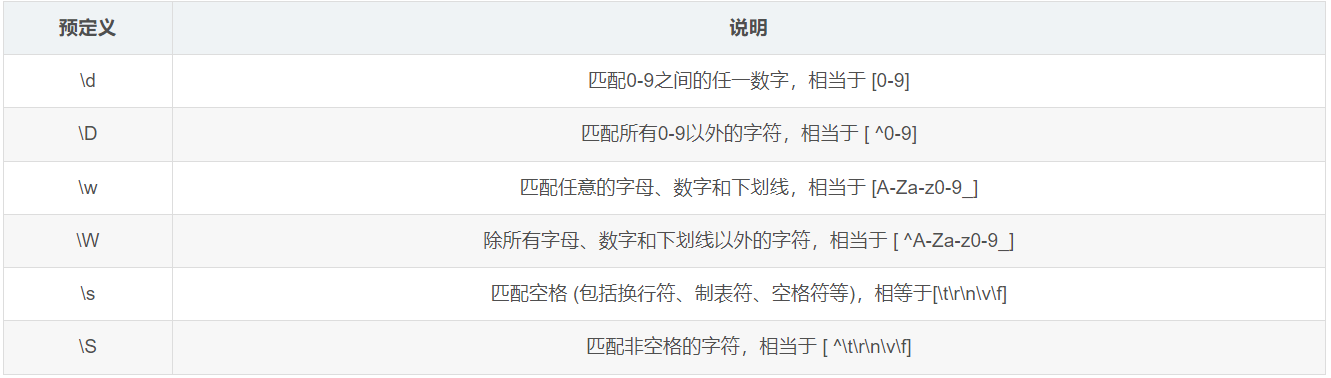 预定义 说明
\d 匹配0-9之间的任一数字，相当于 [0-9]
\D 匹配所有0-9以外的字符，相当于 [ ^0-9]
\w 匹配任意的字母、数字和下划线，相当于 [A-Za-z0-9_]
\W 除所有字母、数字和下划线以外的字符，相当于 [ ^A-Za-z0-9_]
\s 匹配空格 (包括换行符、制表符、空格符等)，相等于[\t\r\n\v\f]
\S 匹配非空格的字符，相当于 [ ^\t\r\n\v\f]